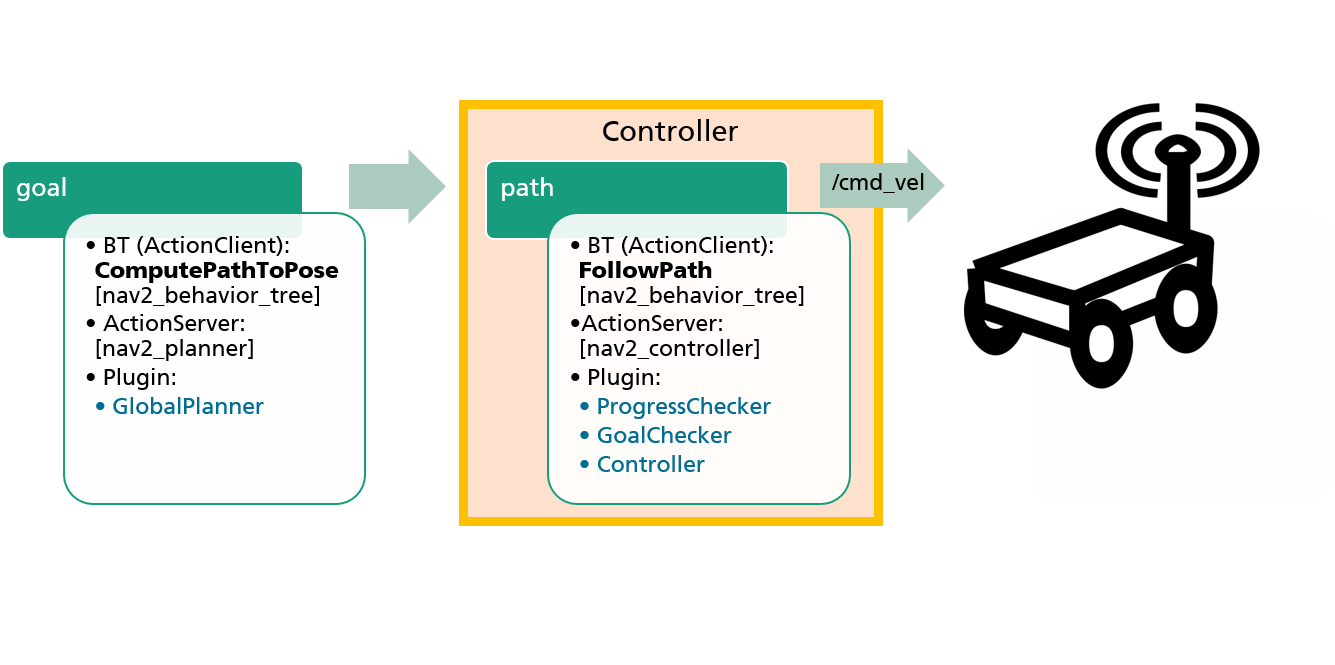 goal
• BT (ActionClient):
ComputePathToPose
[nav2_behavior_tree]
• ActionServer:
[nav2_planner]
• Plugin:
• GlobalPlanner
Controller
path
• BT (ActionClient):
FollowPath
[nav2_behavior_tree]
•ActionServer:
[nav2_controller]
• Plugin:
• ProgressChecker
• GoalChecker
• Controller
/cmd_vel